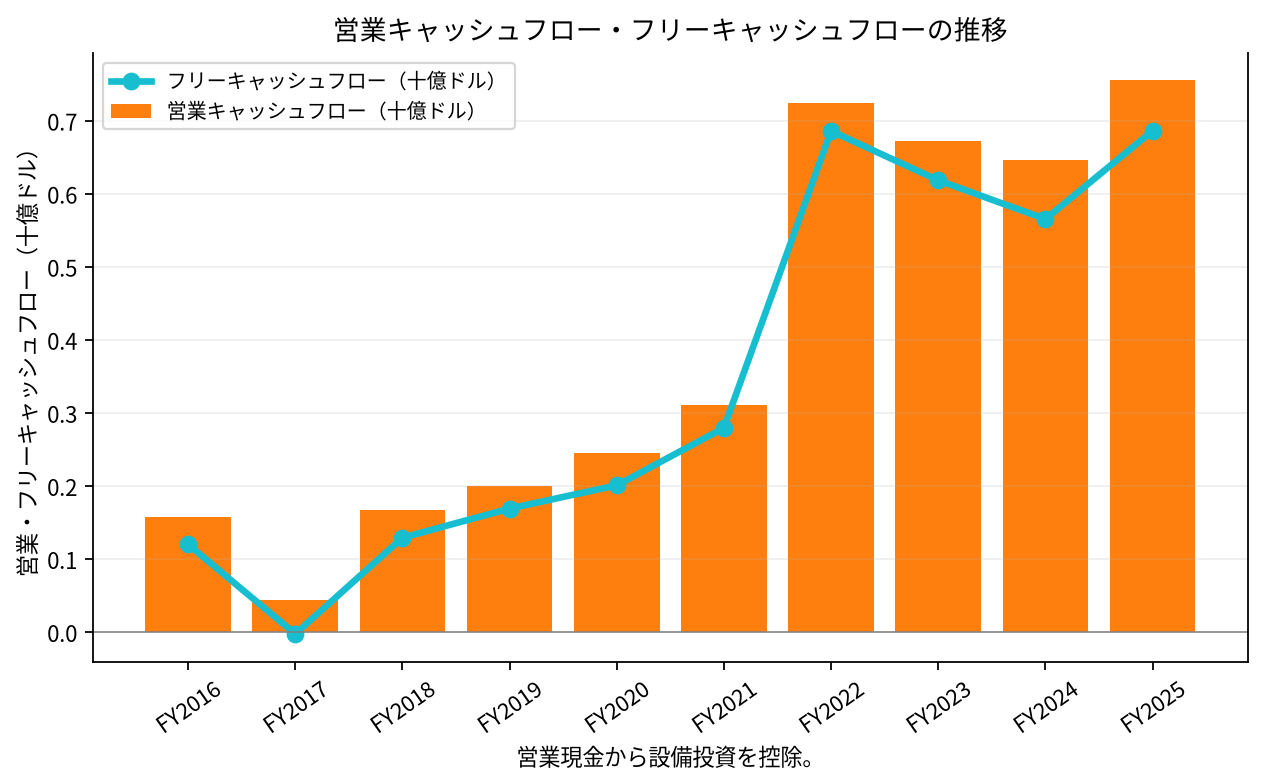 営業キャッシュフロー・フリーキャッシュフローの推移
フリーキャッシュフロー（十億ドル）
営業キャッシュフロー（十億ドル）
営業・フリーキャッシュフロー（十億ドル）
0.7
0.6
0.5
0.4
0.3
0.2
0.1
0.0
FY2016
FY2017
FY2018
FY2019
FY2020
FY2021
FY2022
FY2023
FY2024
FY2025
営業現金から設備投資を控除。